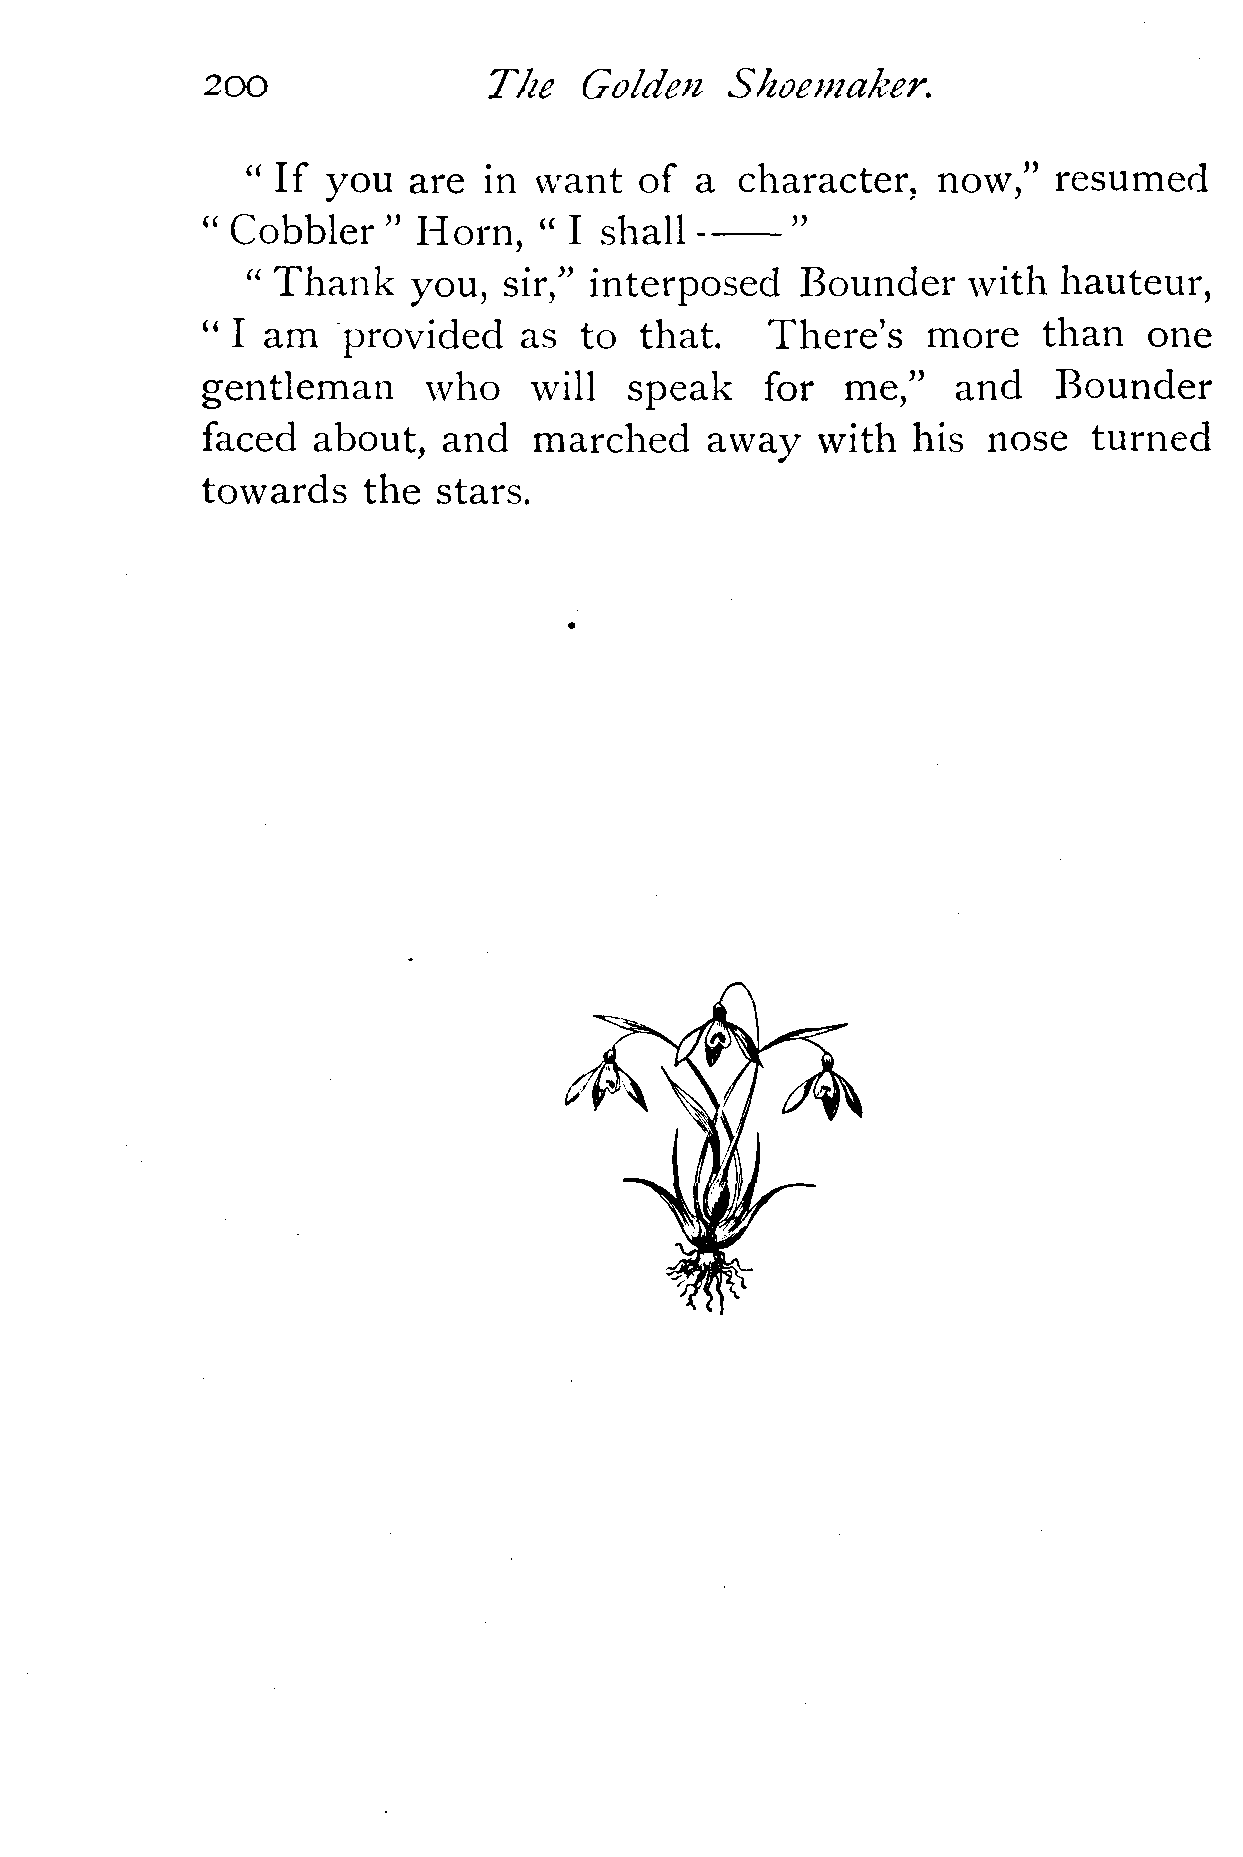 200 The Golden Shoemaker.
“ If you are in want of a character, now,” resumed
“ Cobbler ” Horn, “ I shall ——”
“ Thank you, sir,” interposed Bounder with hauteur,
“ I am provided as to that. There’s more than one
gentleman who will speak for me,” and Bounder
faced about, and marched away with his nose turned
towards the stars.